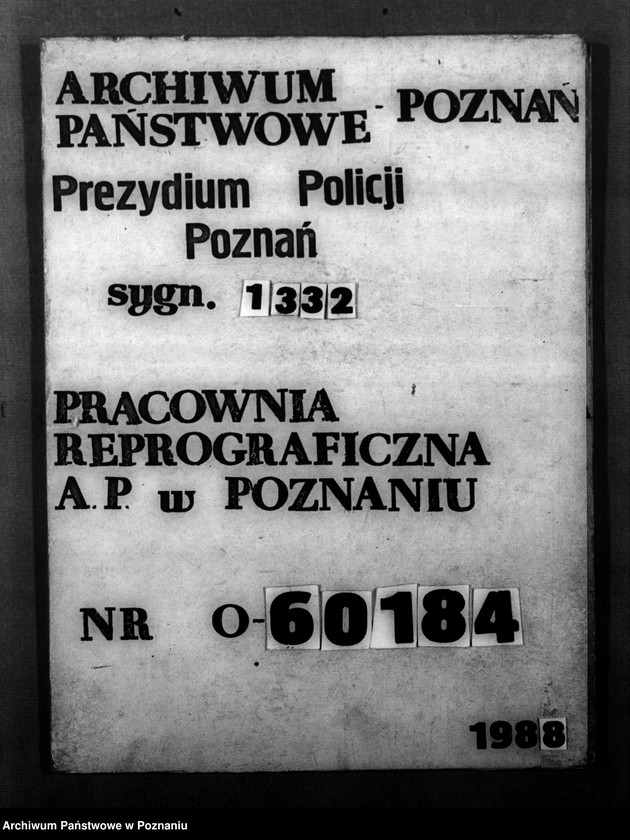 ARCHIWUM
PAŃSTWOWE - POZNAŃ
Prezydium Policji
Poznań
sygn. 1332
PRACOWNIA
REPROGRAFICZNA
A.P. w POZNANIU
NR O-60184
1988
Archiwum Państwowe w Poznaniu